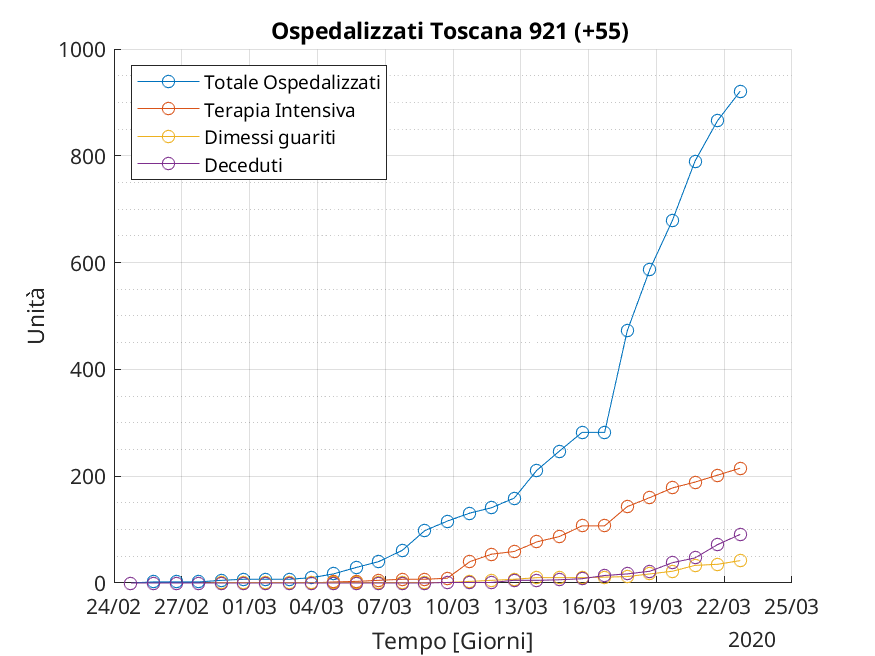 Ospedalizzati Toscana 921 (+55)
1000
800
600
400
200
0
Unità
Totale Ospedalizzati
Terapia Intensiva
Dimessi guariti
Deceduti
24/02 27/02 01/03 04/03 07/03 10/03 13/03 16/03 19/03 22/03 25/03
Tempo [Giorni]
2020